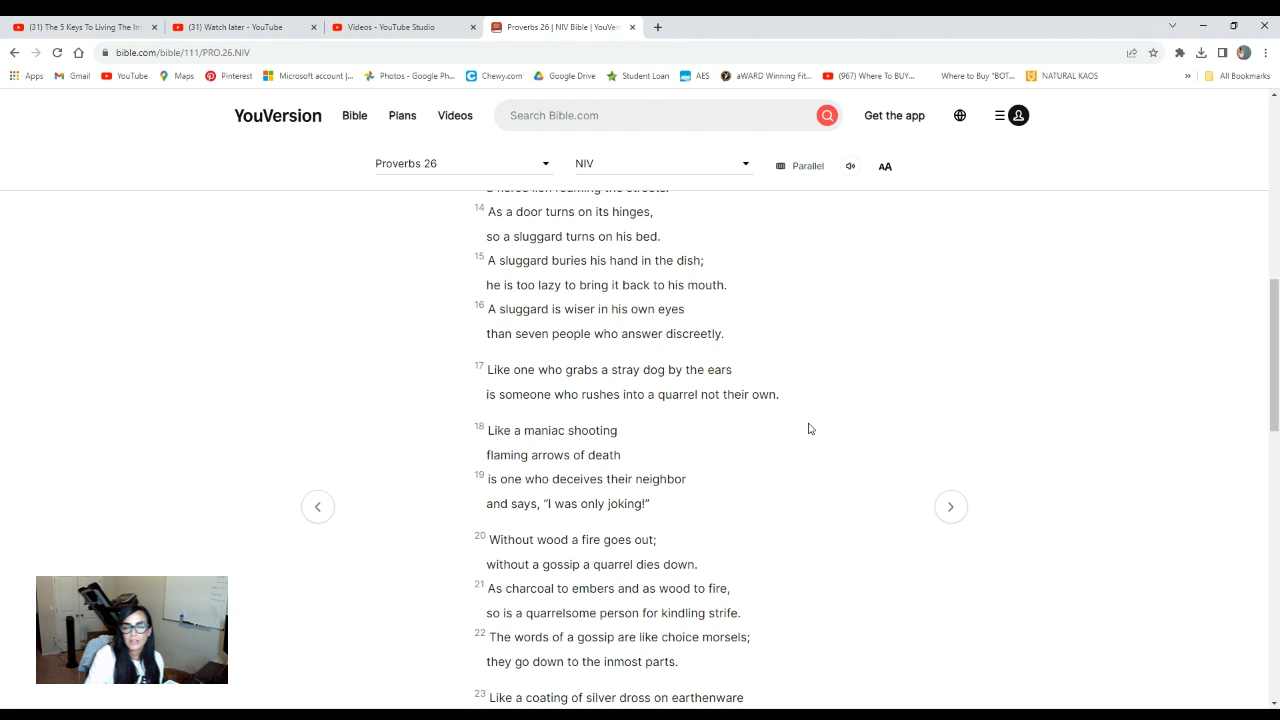 (31) The 5 Keys To Living The Im
(31) Watch later - YouTube
Videos - YouTube Studio
Proverbs 26 | NIV Bible | YouVer
bible.com/bible/111/PRO.26.NIV
Apps
Gmail
YouTube
Maps
Pinterest
Microsoft account |...
Photos - Google Ph...
Chewy.com
Google Drive
Student Loan
AES
aWARD Winning Fit...
(967) Where To BUY...
Where to Buy "BOT...
NATURAL KAOS
»
All Bookmarks
YouVersion
Bible
Plans
Videos
Search Bible.com
Get the app
Proverbs 26
NIV
Parallel
AA
14 As a door turns on its hinges,
so a sluggard turns on his bed.
15 A sluggard buries his hand in the dish;
he is too lazy to bring it back to his mouth.
16 A sluggard is wiser in his own eyes
than seven people who answer discreetly.
17 Like one who grabs a stray dog by the ears
is someone who rushes into a quarrel not their own.
18 Like a maniac shooting
flaming arrows of death
19 is one who deceives their neighbor
and says, “I was only joking!”
20 Without wood a fire goes out;
without a gossip a quarrel dies down.
21 As charcoal to embers and as wood to fire,
so is a quarrelsome person for kindling strife.
22 The words of a gossip are like choice morsels;
they go down to the inmost parts.
23 Like a coating of silver dross on earthenware